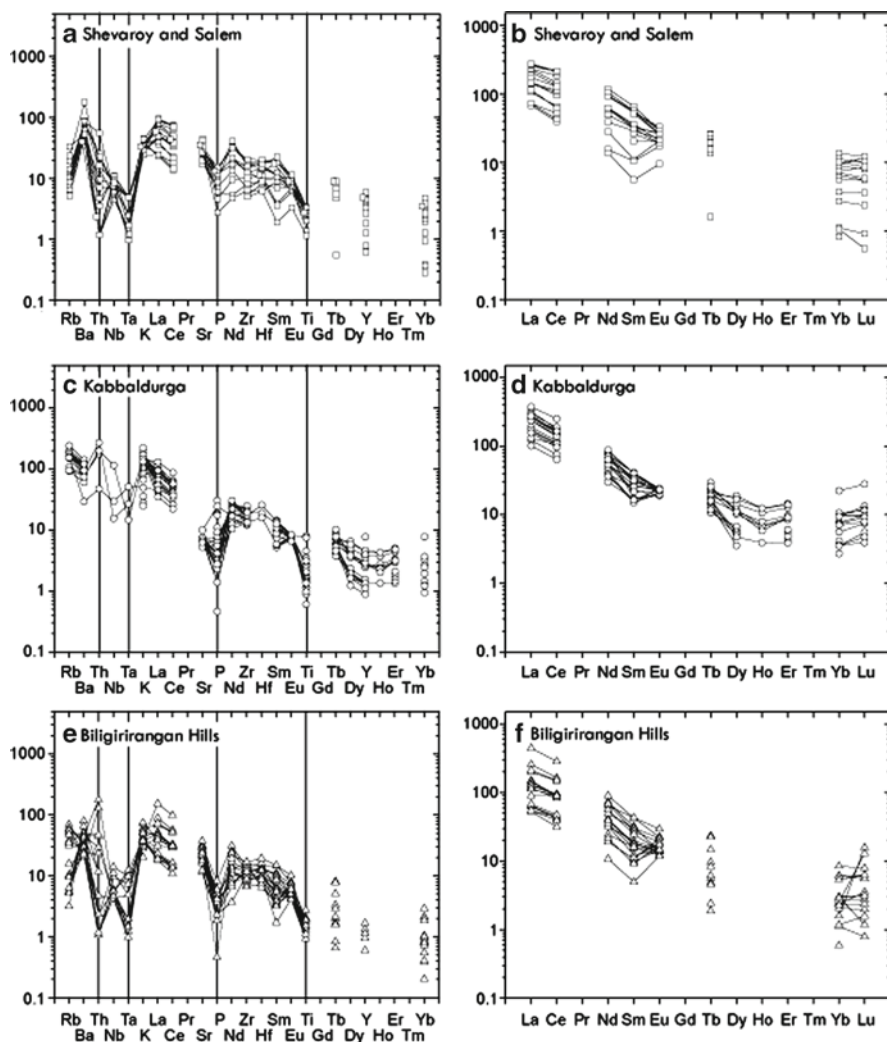 a Shevaroy and Salem
1000
100
10
1
0.1
Rb Th Ta La Pr P Zr Sm Ti Tb Y Er Yb
Ba Nb K Ce Sr Nd Hf Eu Gd Dy Ho Tm
b Shevaroy and Salem
1000
100
10
1
0.1
La Ce Pr Nd Sm Eu Gd Tb Dy Ho Er Tm Yb Lu
c Kabbaldurga
1000
100
10
1
0.1
Rb Th Ta La Pr P Zr Sm Ti Tb Y Er Yb
Ba Nb K Ce Sr Nd Hf Eu Gd Dy Ho Tm
d Kabbaldurga
1000
100
10
1
0.1
La Ce Pr Nd Sm Eu Gd Tb Dy Ho Er Tm Yb Lu
e Biligirirangan Hills
1000
100
10
1
0.1
Rb Th Ta La Pr P Zr Sm Ti Tb Y Er Yb
Ba Nb K Ce Sr Nd Hf Eu Gd Dy Ho Tm
f Biligirirangan Hills
1000
100
10
1
0.1
La Ce Pr Nd Sm Eu Gd Tb Dy Ho Er Tm Yb Lu